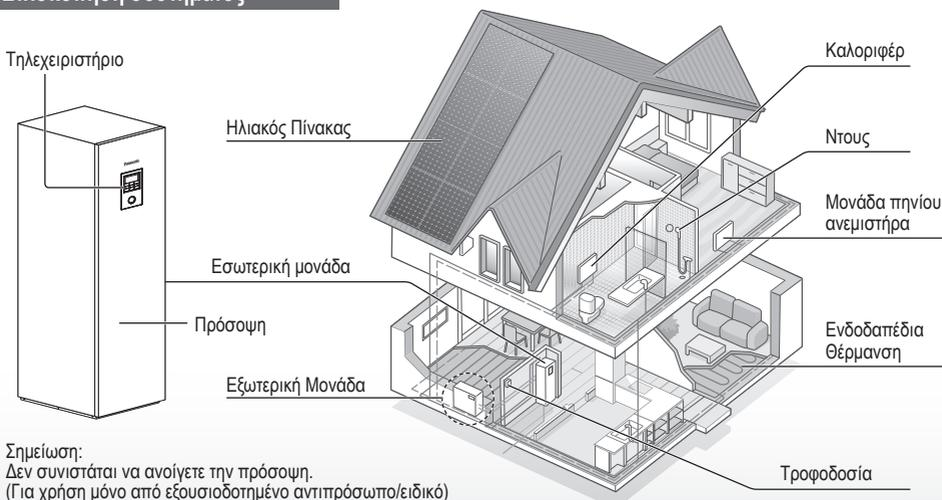 Τηλεχειριστήριο
Ηλιακός Πίνακας
Καλοριφέρ
Ντους
Μονάδα πηνίου
ανεμιστήρα
Εσωτερική μονάδα
Πρόσοψη
Ενδοδαπέδια
Θέρμανση
Εξωτερική Μονάδα
Τροφοδοσία
Σημείωση:
Δεν συνιστάται να ανοίγετε την πρόσοψη.
(Για χρήση μόνο από εξουσιοδοτημένο αντιπρόσωπο/ειδικό)